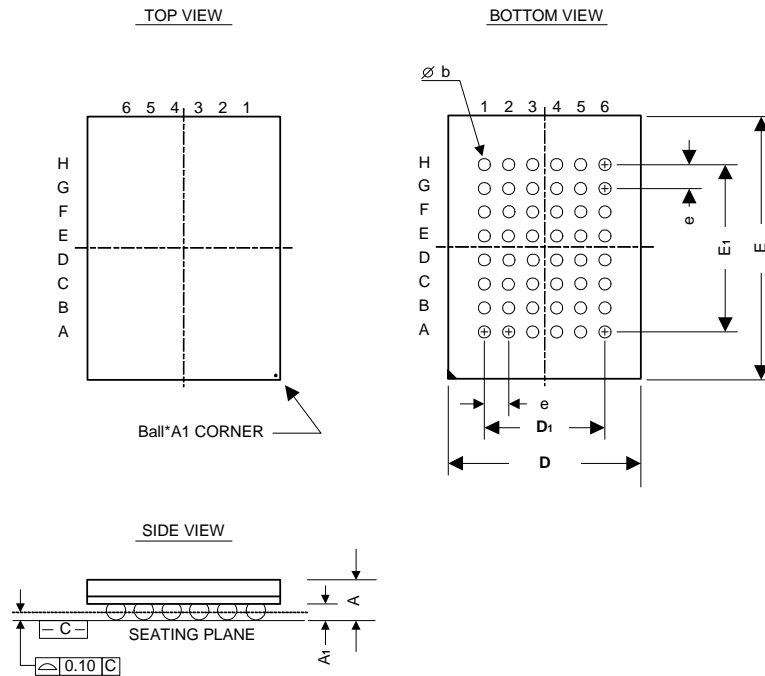 TOP VIEW
6 5 4 3 2 1
H
G
F
E
D
C
B
A
Ball*A1 CORNER
BOTTOM VIEW
Ø b
1 2 3 4 5 6
H
G
F
E
D
C
B
A
e
E1
E
e
D1
D
SIDE VIEW
A
A1
– C –
SEATING PLANE
⌓ 0.10 C